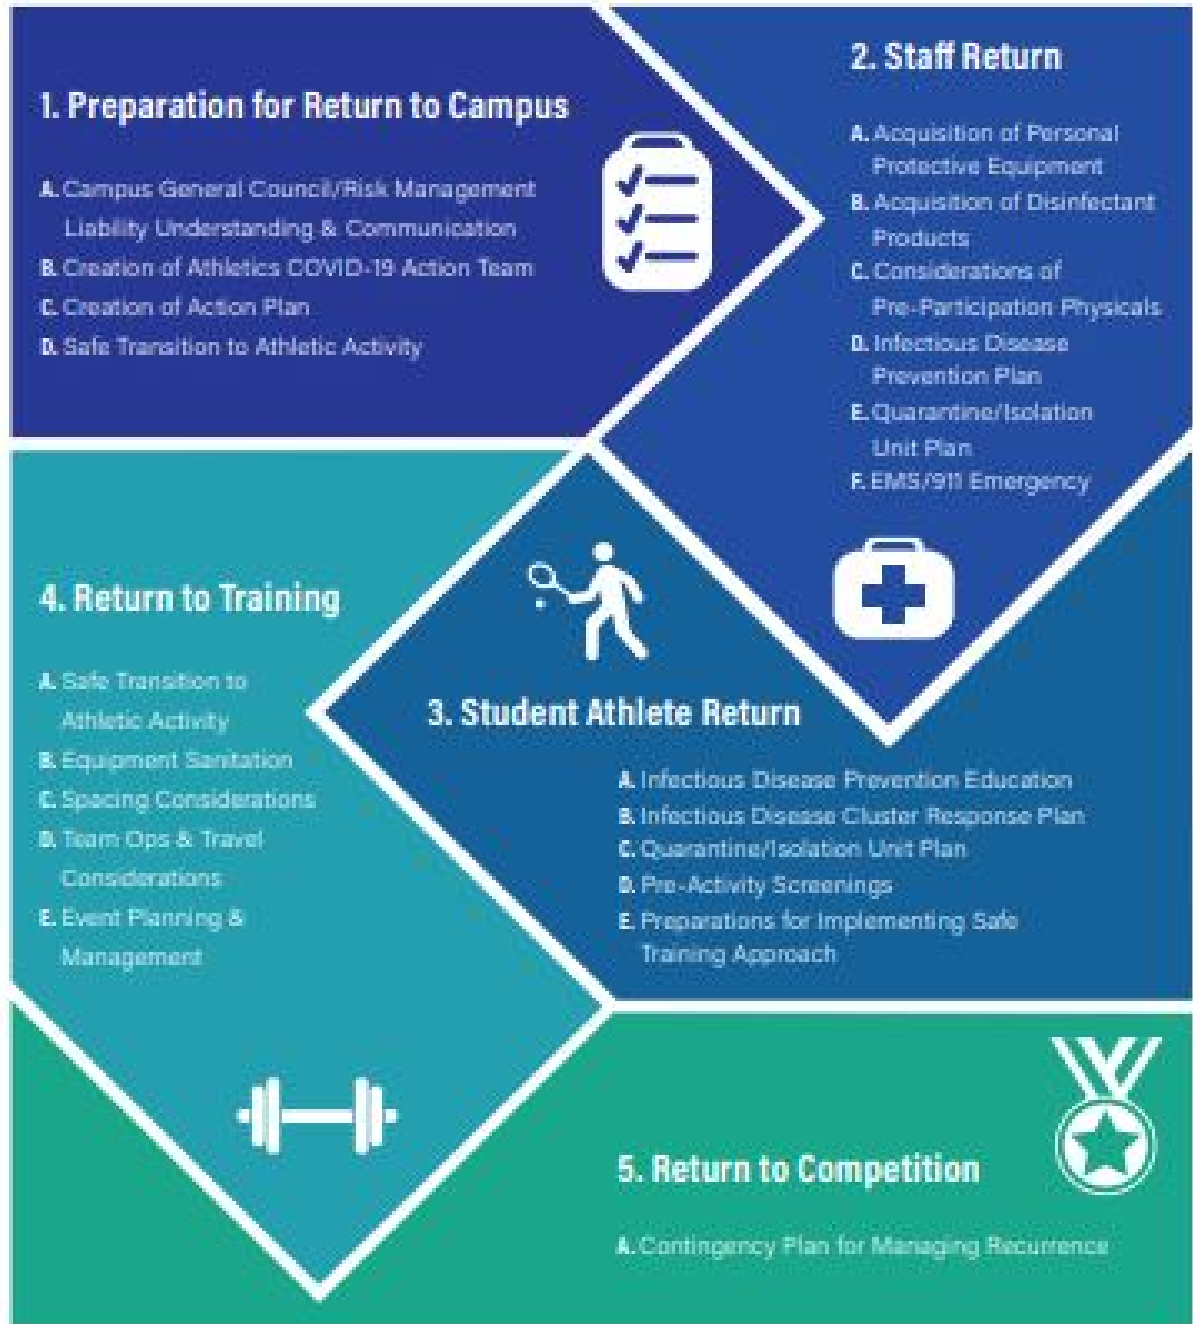 1. Preparation for Return to Campus
A. Campus General Council/Risk Management
Liability Understanding & Communication
B. Creation of Athletics COVID-19 Action Team
C. Creation of Action Plan
D. Safe Transition to Athletic Activity
2. Staff Return
A. Acquisition of Personal
Protective Equipment
B. Acquisition of Disinfectant
Products
C. Considerations of
Pre-Participation Physicals
D. Infectious Disease
Prevention Plan
E. Quarantine/Isolation
Unit Plan
F. EMS/911 Emergency
3. Student Athlete Return
A. Infectious Disease Prevention Education
B. Infectious Disease Cluster Response Plan
C. Quarantine/Isolation Unit Plan
D. Pre-Activity Screenings
E. Preparations for Implementing Safe
Training Approach
4. Return to Training
A. Safe Transition to
Athletic Activity
B. Equipment Sanitation
C. Spacing Considerations
D. Team Ops & Travel
Considerations
E. Event Planning &
Management
5. Return to Competition
A. Contingency Plan for Managing Recurrence